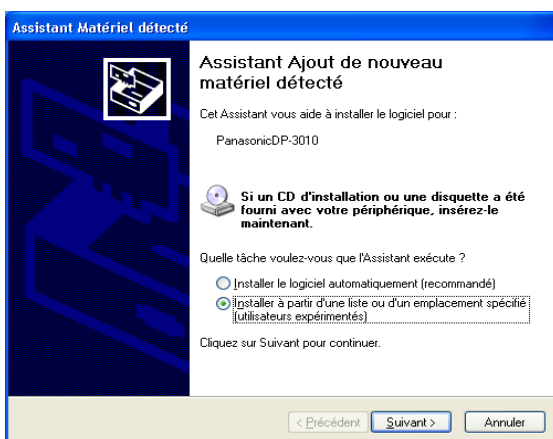 Assistant Matériel détecté
Assistant Ajout de nouveau
matériel détecté
Cet Assistant vous aide à installer le logiciel pour :
PanasonicDP-3010
Si un CD d'installation ou une disquette a été
fourni avec votre périphérique, insérez-le
maintenant.
Quelle tâche voulez-vous que l'Assistant exécute ?
Installer le logiciel automatiquement (recommandé)
Installer à partir d'une liste ou d'un emplacement spécifié
(utilisateurs expérimentés)
Cliquez sur Suivant pour continuer.
< Précédent
Suivant >
Annuler